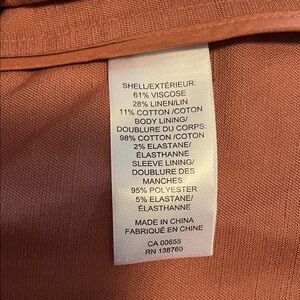 SHELL/EXTÉRIEUR:
61% VISCOSE
28% LINEN/LIN
11% COTTON /COTON
BODY LINING/
DOUBLURE DU CORPS:
98% COTTON /COTON
2% ELASTANE/
ÉLASTHANNE
SLEEVE LINING/
DOUBLURE DES
MANCHES:
95% POLYESTER
5% ELASTANE/
ÉLASTHANNE
MADE IN CHINA
FABRIQUÉ EN CHINE
CA 00655
RN 138760